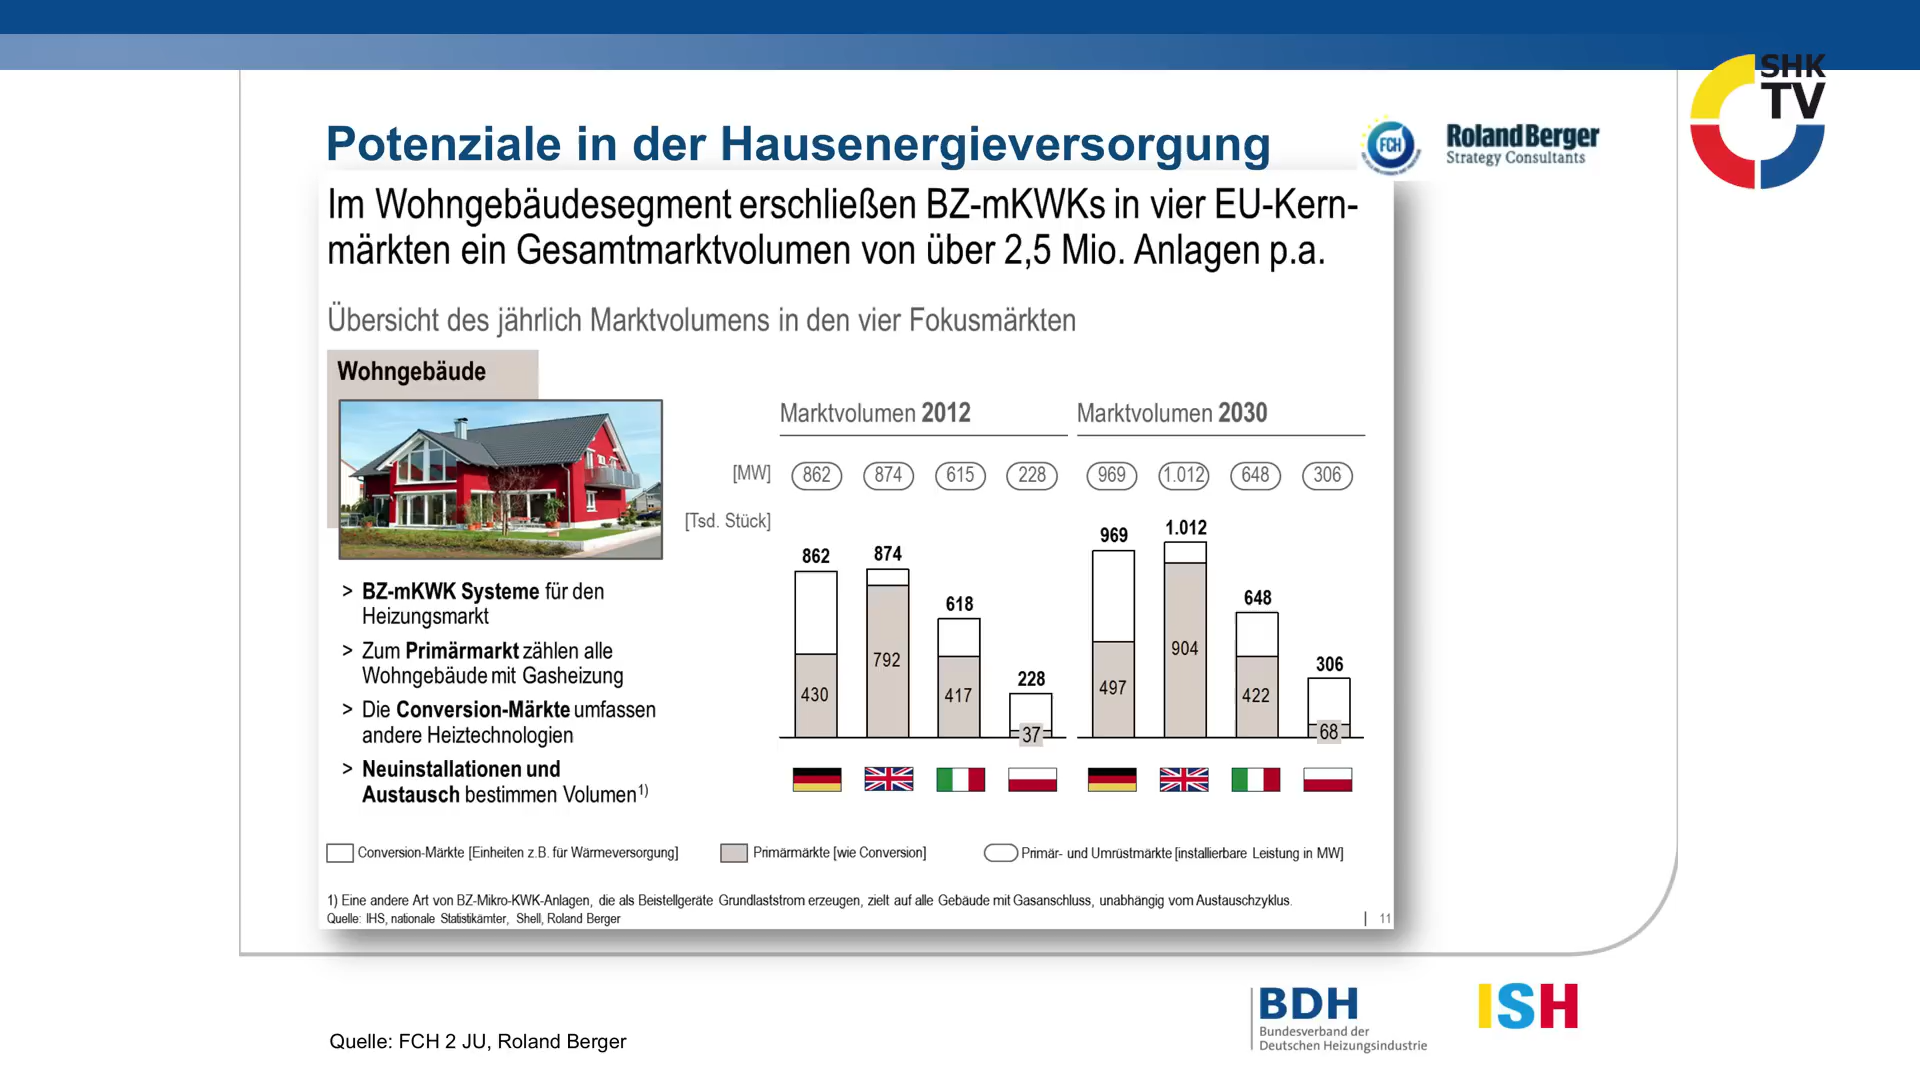 SHK
TV
Potenziale in der Hausenergieversorgung
FCH
Roland Berger
Strategy Consultants
Im Wohngebäudesegment erschließen BZ-mKWKs in vier EU-Kern-
märkten ein Gesamtmarktvolumen von über 2,5 Mio. Anlagen p.a.
Übersicht des jährlich Marktvolumens in den vier Fokusmärkten
Wohngebäude
> BZ-mKWK Systeme für den
Heizungsmarkt
> Zum Primärmarkt zählen alle
Wohngebäude mit Gasheizung
> Die Conversion-Märkte umfassen
andere Heiztechnologien
> Neuinstallationen und
Austausch bestimmen Volumen1)
Marktvolumen 2012 Marktvolumen 2030
[MW] 862 874 615 228 969 1.012 648 306
[Tsd. Stück]
862 874 618 228 969 1.012 648 306
430 792 417 37 497 904 422 68
Conversion-Märkte [Einheiten z.B. für Wärmeversorgung] Primärmärkte [wie Conversion] Primär- und Umrüstmärkte [installierbare Leistung in MW]
1) Eine andere Art von BZ-Mikro-KWK-Anlagen, die als Beistellgeräte Grundlaststrom erzeugen, zielt auf alle Gebäude mit Gasanschluss, unabhängig vom Austauschzyklus.
Quelle: IHS, nationale Statistikämter, Shell, Roland Berger
| 11
BDH
Bundesverband der
Deutschen Heizungsindustrie
ISH
Quelle: FCH 2 JU, Roland Berger